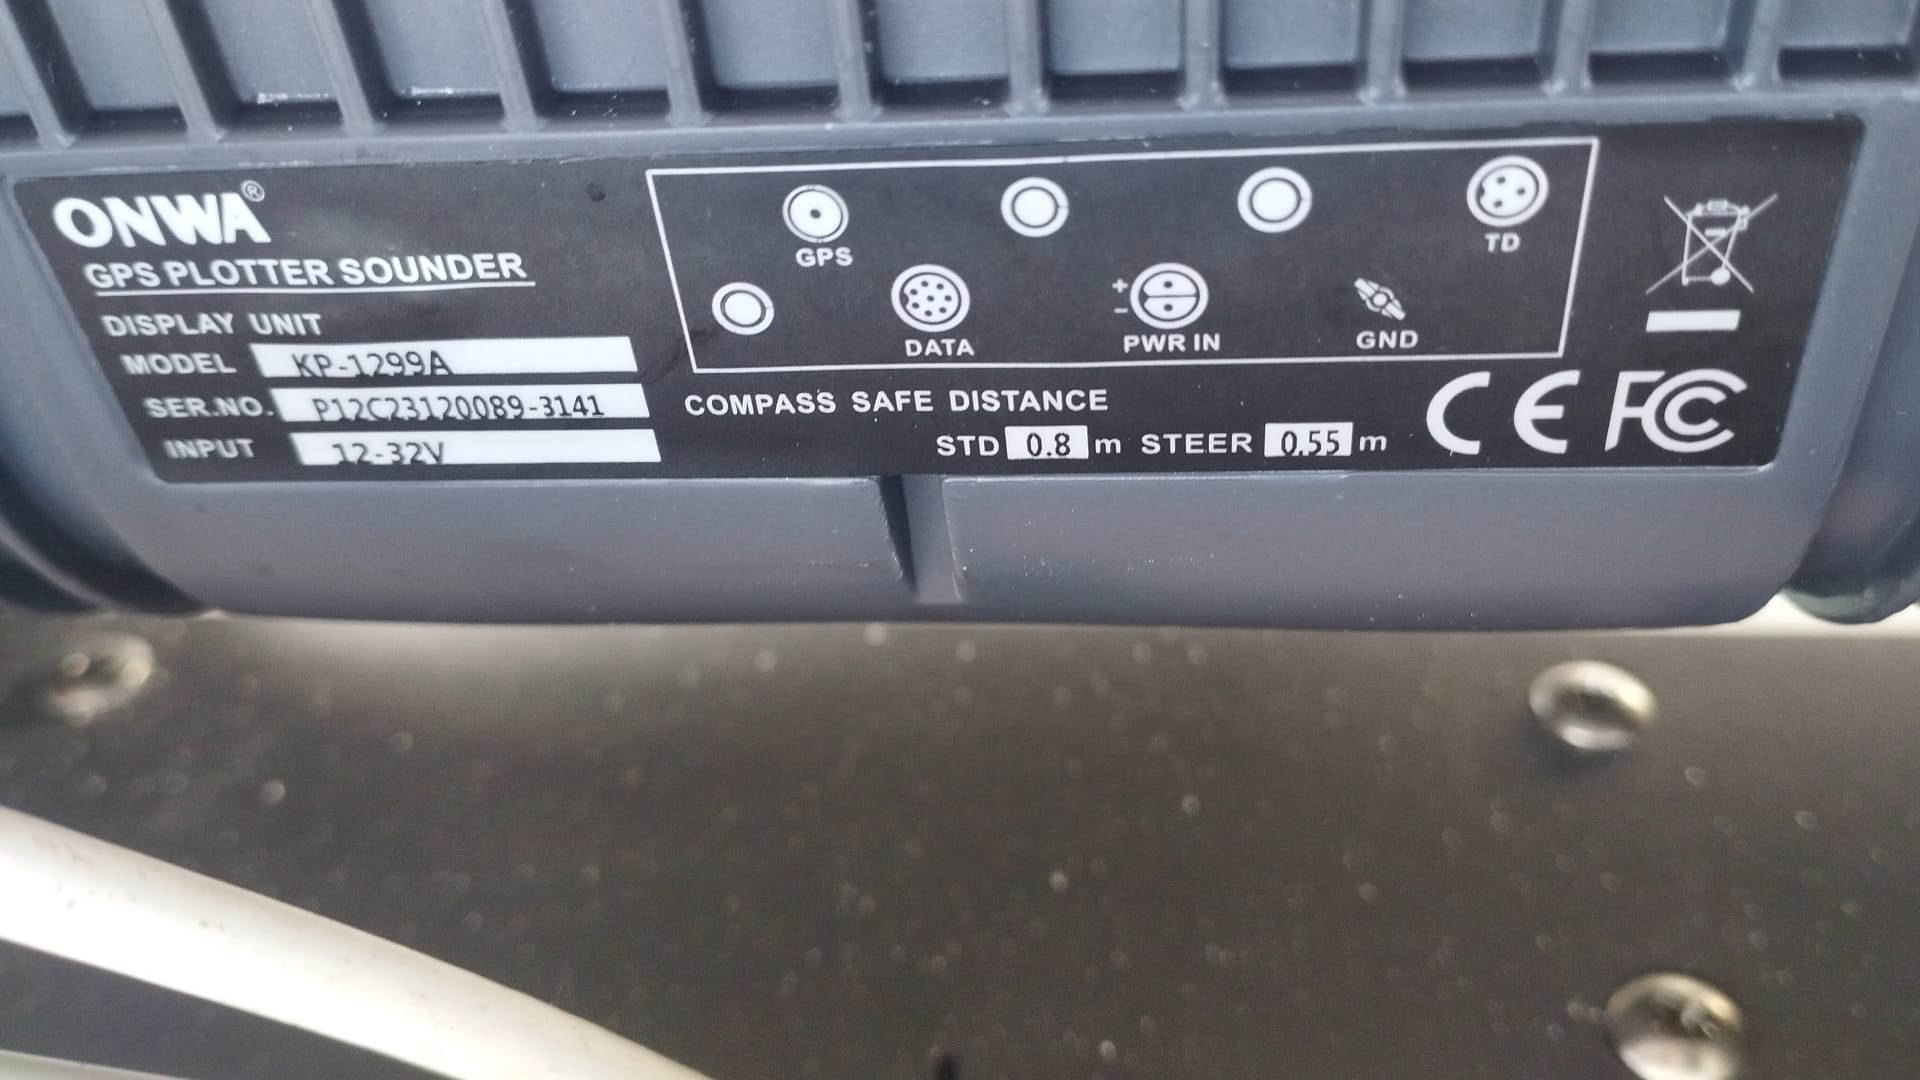 ONWA®
GPS PLOTTER SOUNDER
DISPLAY UNIT
MODEL KP-1299A
SER.NO. P12C23120089-3141
INPUT 12-32V
GPS
TD
DATA
+
-
PWR IN
GND
COMPASS SAFE DISTANCE
STD 0.8 m STEER 0.55 m
CE FC